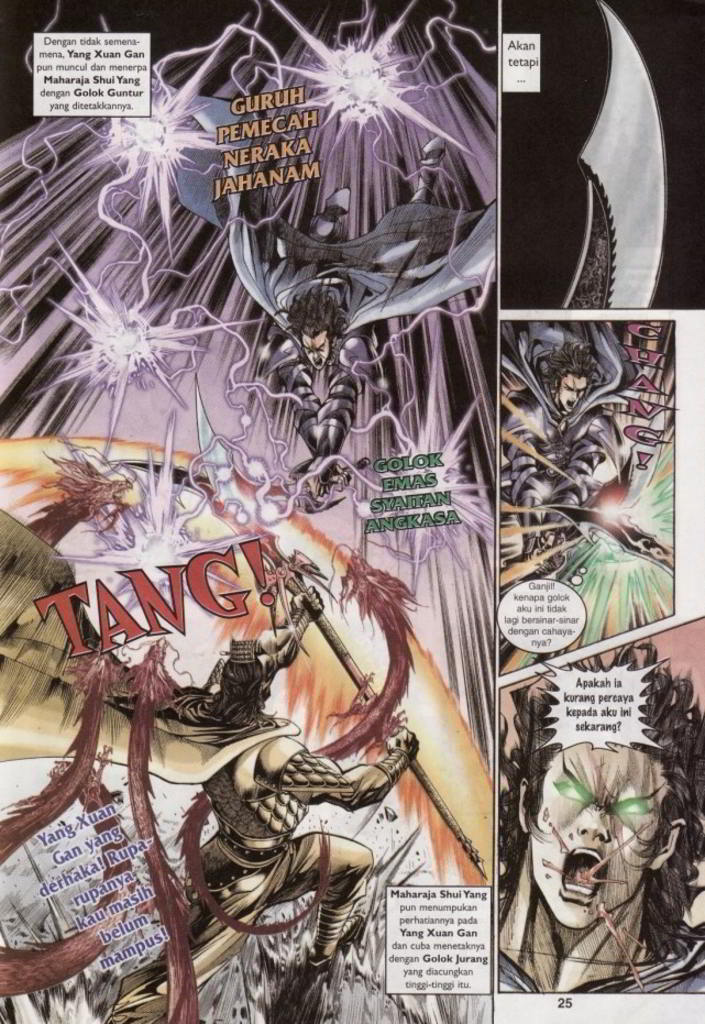 Dengan tidak semena-
mena, Yang Xuan Gan
pun muncul dan menerpa
Maharaja Shui Yang
dengan Golok Guntur
yang ditetakkannya.
GURUH
PEMECAH
NERAKA
JAHANAM
GOLOK
EMAS
SYAITAN
ANGKASA
TANG!
Yang Xuan
Gan yang
derhaka! Rupa-
rupanya
kau masih
belum
mampus!
Maharaja Shui Yang
pun menumpukan
perhatiannya pada
Yang Xuan Gan
dan cuba menetaknya
dengan Golok Jurang
yang diacungkan
tinggi-tinggi itu.
Akan
tetapi
...
CHANG!
Ganjil!
kenapa golok
aku ini tidak
lagi bersinar-sinar
dengan cahaya-
nya?
Apakah ia
kurang percaya
kepada aku ini
sekarang?
25